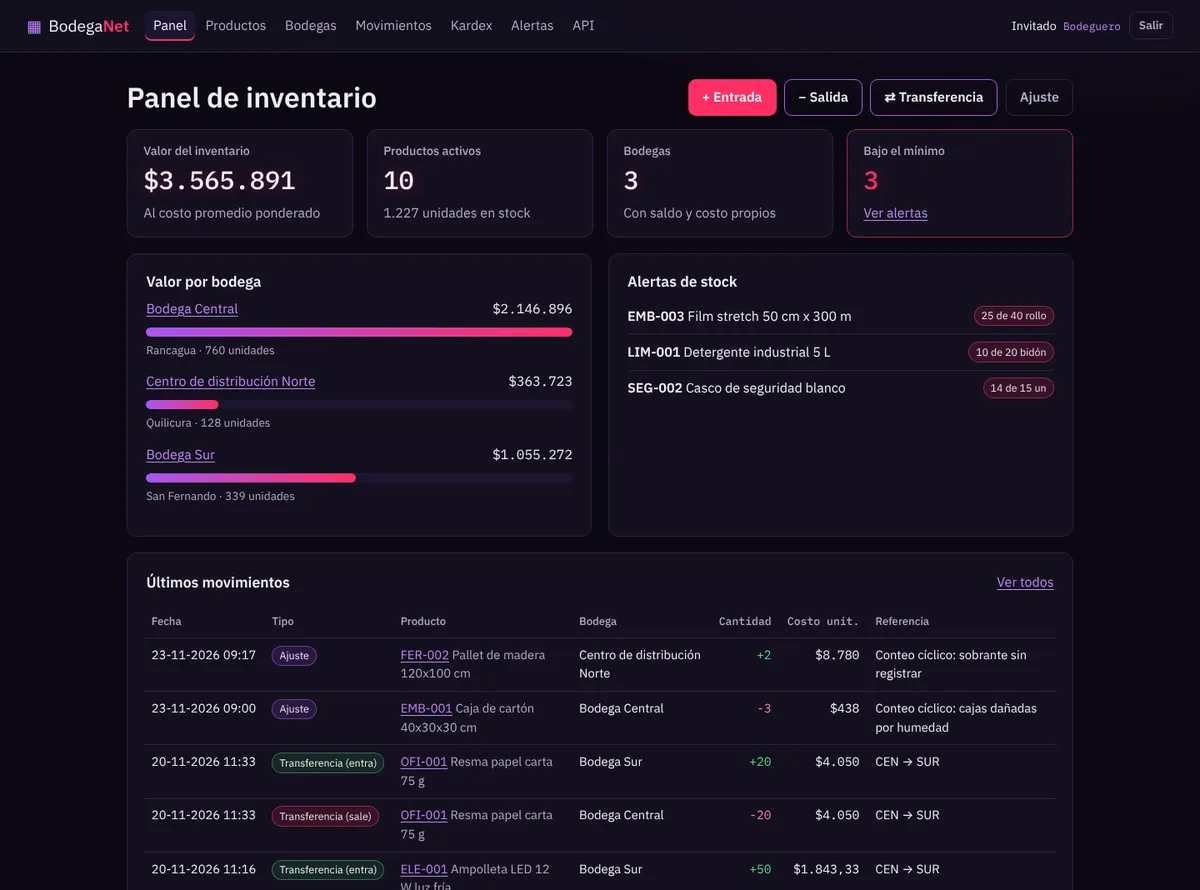 BodegaNet Panel Productos Bodegas Movimientos Kardex Alertas API Invitado Bodeguero Salir
Panel de inventario
+ Entrada − Salida ⇄ Transferencia Ajuste
Valor del inventario
$3.565.891
Al costo promedio ponderado
Productos activos
10
1.227 unidades en stock
Bodegas
3
Con saldo y costo propios
Bajo el mínimo
3
Ver alertas
Valor por bodega
Bodega Central $2.146.896
Rancagua · 760 unidades
Centro de distribución Norte $363.723
Quilicura · 128 unidades
Bodega Sur $1.055.272
San Fernando · 339 unidades
Alertas de stock
EMB-003 Film stretch 50 cm x 300 m 25 de 40 rollo
LIM-001 Detergente industrial 5 L 10 de 20 bidón
SEG-002 Casco de seguridad blanco 14 de 15 un
Últimos movimientos Ver todos
Fecha Tipo Producto Bodega Cantidad Costo unit. Referencia
23-11-2026 09:17 Ajuste FER-002 Pallet de madera Centro de distribución +2 $8.780 Conteo cíclico: sobrante sin
120x100 cm Norte registrar
23-11-2026 09:00 Ajuste EMB-001 Caja de cartón Bodega Central -3 $438 Conteo cíclico: cajas dañadas
40x30x30 cm por humedad
20-11-2026 11:33 Transferencia (entra) OFI-001 Resma papel carta Bodega Sur +20 $4.050 CEN → SUR
75 g
20-11-2026 11:33 Transferencia (sale) OFI-001 Resma papel carta Bodega Central -20 $4.050 CEN → SUR
75 g
20-11-2026 11:16 Transferencia (entra) ELE-001 Ampolleta LED 12 Bodega Sur +50 $1.843,33 CEN → SUR
W luz fría